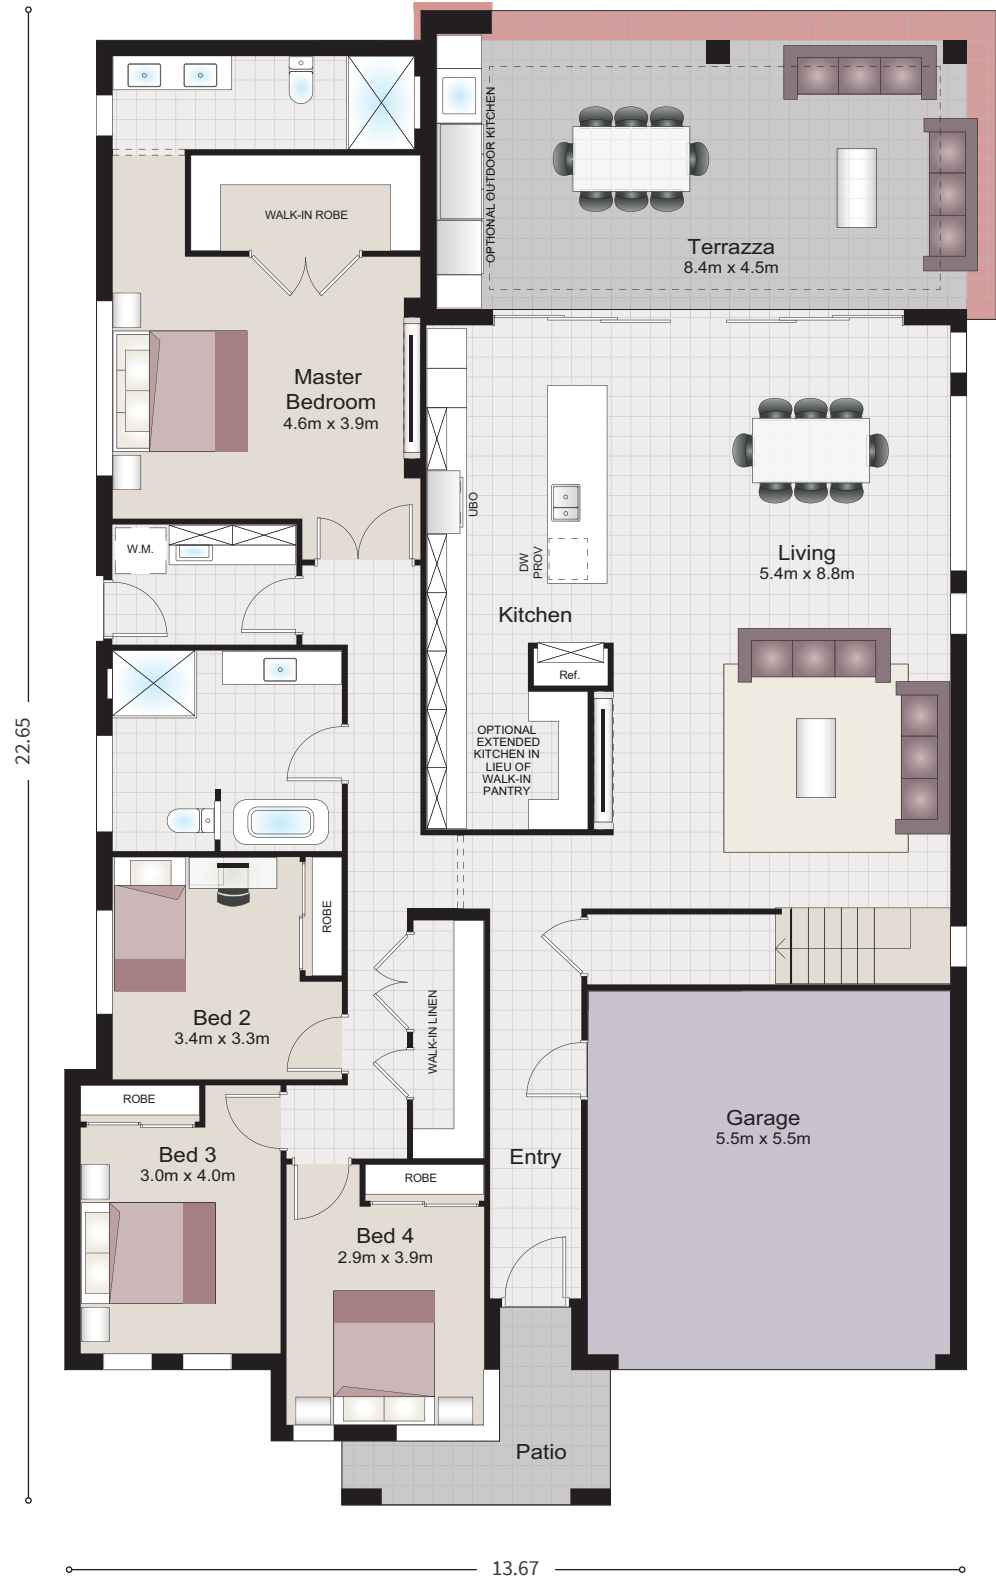 OPTIONAL OUTDOOR KITCHEN
WALK-IN ROBE
Terrazza
8.4m x 4.5m
Master
Bedroom
4.6m x 3.9m
UBO
W.M.
DW
PROV
Living
5.4m x 8.8m
Kitchen
Ref.
OPTIONAL
EXTENDED
KITCHEN IN
LIEU OF
WALK-IN
PANTRY
22.65
ROBE
Bed 2
3.4m x 3.3m
WALK-IN LINEN
ROBE
Garage
5.5m x 5.5m
Bed 3
3.0m x 4.0m
Entry
ROBE
Bed 4
2.9m x 3.9m
Patio
13.67